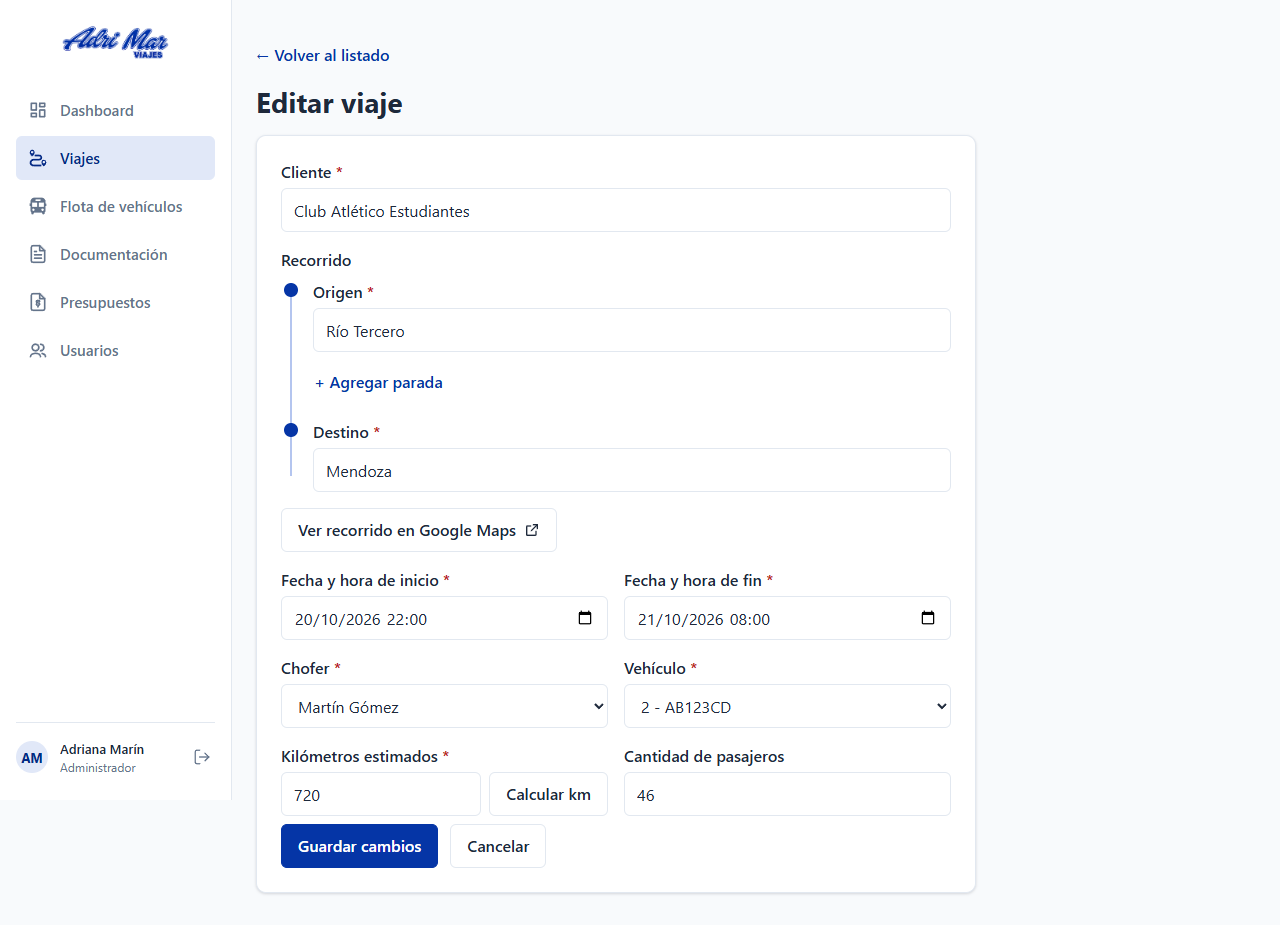 Adri Mar
VIAJES
Dashboard
Viajes
Flota de vehículos
Documentación
Presupuestos
Usuarios
AM
Adriana Marín
Administrador
← Volver al listado
Editar viaje
Cliente *
Club Atlético Estudiantes
Recorrido
Origen *
Río Tercero
+ Agregar parada
Destino *
Mendoza
Ver recorrido en Google Maps
Fecha y hora de inicio *
Fecha y hora de fin *
20/10/2026 22:00
21/10/2026 08:00
Chofer *
Vehículo *
Martín Gómez
2 - AB123CD
Kilómetros estimados *
Cantidad de pasajeros
720
Calcular km
46
Guardar cambios
Cancelar